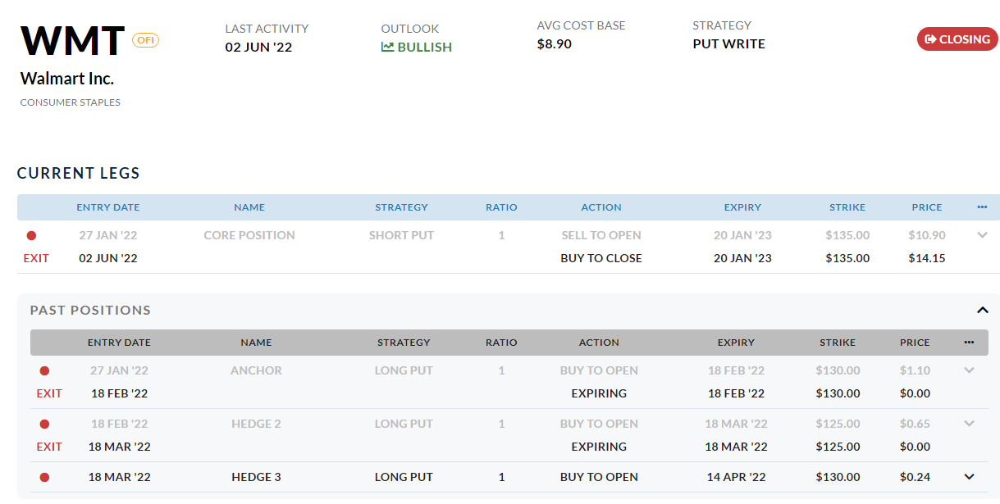 WMT OFI
LAST ACTIVITY
02 JUN '22
OUTLOOK
BULLISH
AVG COST BASE
$8.90
STRATEGY
PUT WRITE
CLOSING
Walmart Inc.
CONSUMER STAPLES
CURRENT LEGS
ENTRY DATE NAME STRATEGY RATIO ACTION EXPIRY STRIKE PRICE •••
27 JAN '22 CORE POSITION SHORT PUT 1 SELL TO OPEN 20 JAN '23 $135.00 $10.90
EXIT 02 JUN '22 BUY TO CLOSE 20 JAN '23 $135.00 $14.15
PAST POSITIONS
ENTRY DATE NAME STRATEGY RATIO ACTION EXPIRY STRIKE PRICE •••
27 JAN '22 ANCHOR LONG PUT 1 BUY TO OPEN 18 FEB '22 $130.00 $1.10
EXIT 18 FEB '22 EXPIRING 18 FEB '22 $130.00 $0.00
18 FEB '22 HEDGE 2 LONG PUT 1 BUY TO OPEN 18 MAR '22 $125.00 $0.65
EXIT 18 MAR '22 EXPIRING 18 MAR '22 $125.00 $0.00
18 MAR '22 HEDGE 3 LONG PUT 1 BUY TO OPEN 14 APR '22 $130.00 $0.24